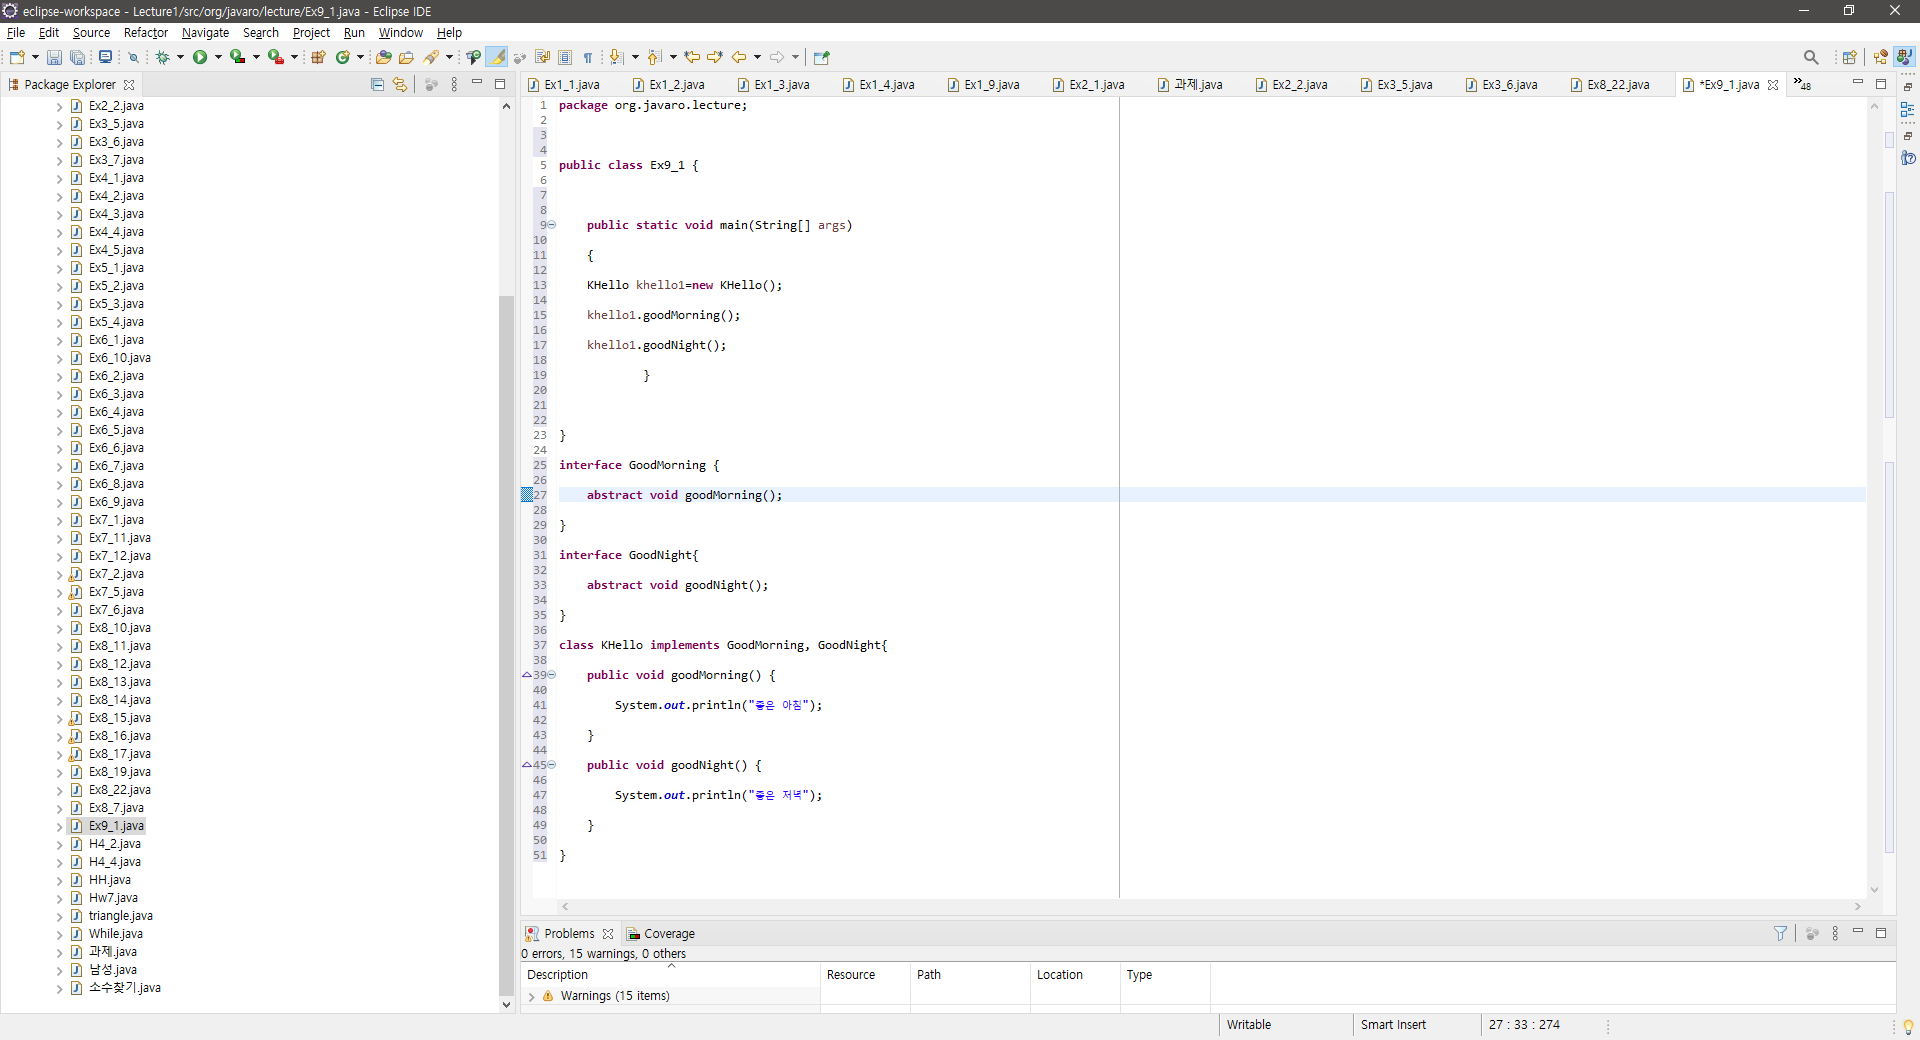 eclipse-workspace - Lecture1/src/org/javaro/lecture/Ex9_1.java - Eclipse IDE
File Edit Source Refactor Navigate Search Project Run Window Help
Package Explorer
Ex2_2.java
Ex3_5.java
Ex3_6.java
Ex3_7.java
Ex4_1.java
Ex4_2.java
Ex4_3.java
Ex4_4.java
Ex4_5.java
Ex5_1.java
Ex5_2.java
Ex5_3.java
Ex5_4.java
Ex6_1.java
Ex6_10.java
Ex6_2.java
Ex6_3.java
Ex6_4.java
Ex6_5.java
Ex6_6.java
Ex6_7.java
Ex6_8.java
Ex6_9.java
Ex7_1.java
Ex7_11.java
Ex7_12.java
Ex7_2.java
Ex7_5.java
Ex7_6.java
Ex8_10.java
Ex8_11.java
Ex8_12.java
Ex8_13.java
Ex8_14.java
Ex8_15.java
Ex8_16.java
Ex8_17.java
Ex8_19.java
Ex8_22.java
Ex8_7.java
Ex9_1.java
H4_2.java
H4_4.java
HH.java
Hw7.java
triangle.java
While.java
과제.java
남성.java
소수찾기.java
Ex1_1.java Ex1_2.java Ex1_3.java Ex1_4.java Ex1_9.java Ex2_1.java 과제.java Ex2_2.java Ex3_5.java Ex3_6.java Ex8_22.java *Ex9_1.java »48
1 package org.javaro.lecture;
2
3
4
5 public class Ex9_1 {
6
7
8
9 public static void main(String[] args)
10
11 {
12
13 KHello khello1=new KHello();
14
15 khello1.goodMorning();
16
17 khello1.goodNight();
18
19 }
20
21
22
23 }
24
25 interface GoodMorning {
26
27 abstract void goodMorning();
28
29 }
30
31 interface GoodNight{
32
33 abstract void goodNight();
34
35 }
36
37 class KHello implements GoodMorning, GoodNight{
38
39 public void goodMorning() {
40
41 System.out.println("좋은 아침");
42
43 }
44
45 public void goodNight() {
46
47 System.out.println("좋은 저녁");
48
49 }
50
51 }
Problems Coverage
0 errors, 15 warnings, 0 others
Description Resource Path Location Type
Warnings (15 items)
Writable Smart Insert 27 : 33 : 274